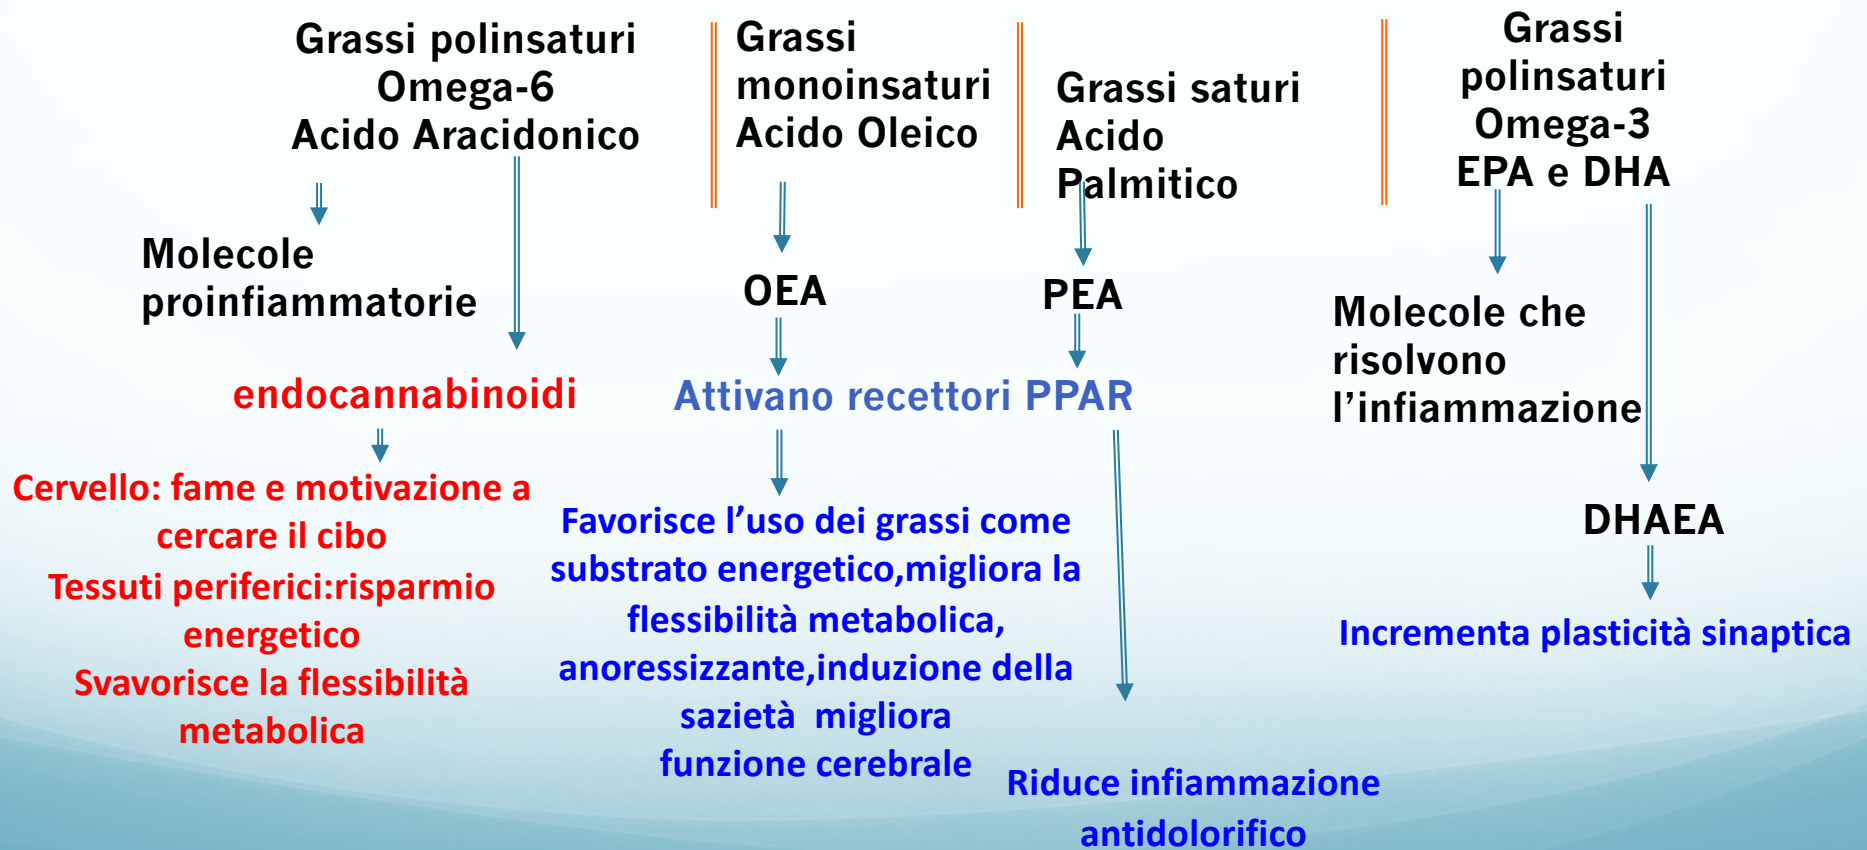 Grassi polinsaturi
Omega-6
Acido Aracidonico
Molecole
proinfiammatorie
endocannabinoidi
Cervello: fame e motivazione a
cercare il cibo
Tessuti periferici:risparmio
energetico
Svavorisce la flessibilità
metabolica
Grassi
monoinsaturi
Acido Oleico
OEA
Grassi saturi
Acido
Palmitico
PEA
Attivano recettori PPAR
Favorisce l’uso dei grassi come
substrato energetico,migliora la
flessibilità metabolica,
anoressizzante,induzione della
sazietà migliora
funzione cerebrale
Riduce infiammazione
antidolorifico
Grassi
polinsaturi
Omega-3
EPA e DHA
Molecole che
risolvono
l’infiammazione
DHAEA
Incrementa plasticità sinaptica